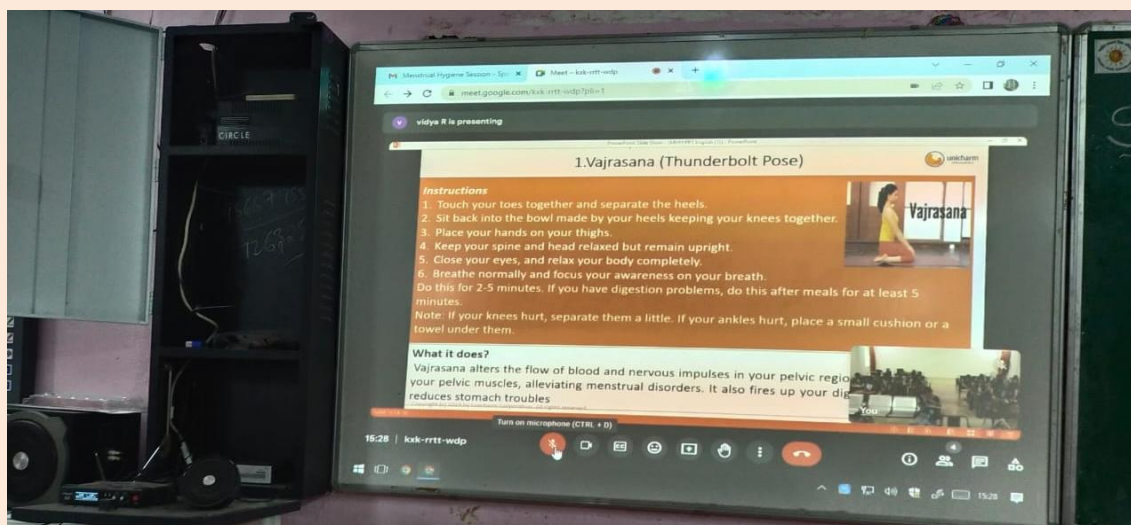 CIRCLE
Menstrual Hygiene Session - Spa
Meet – kxk-rrtt-wdp
meet.google.com/kxk-rrtt-wdp?pli=1
v vidya R is presenting
1.Vajrasana (Thunderbolt Pose)
unicharm
Instructions
1. Touch your toes together and separate the heels.
2. Sit back into the bowl made by your heels keeping your knees together.
3. Place your hands on your thighs.
4. Keep your spine and head relaxed but remain upright.
5. Close your eyes, and relax your body completely.
6. Breathe normally and focus your awareness on your breath.
Do this for 2-5 minutes. If you have digestion problems, do this after meals for at least 5
minutes.
Note: If your knees hurt, separate them a little. If your ankles hurt, place a small cushion or a
towel under them.
Vajrasana
What it does?
Vajrasana alters the flow of blood and nervous impulses in your pelvic regio
your pelvic muscles, alleviating menstrual disorders. It also fires up your dig
reduces stomach troubles
You
Turn on microphone (CTRL + D)
15:28 | kxk-rrtt-wdp
4
15:28